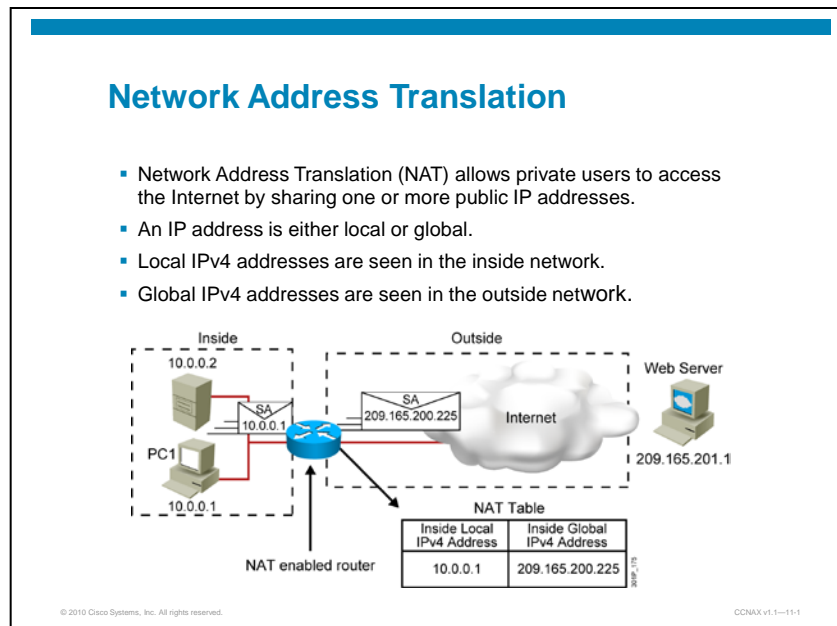 Network Address Translation
Network Address Translation (NAT) allows private users to access
the Internet by sharing one or more public IP addresses.
An IP address is either local or global.
Local IPv4 addresses are seen in the inside network.
Global IPv4 addresses are seen in the outside network.
Inside
Outside
10.0.0.2
Web Server
SA
10.0.0.1
SA
209.165.200.225
Internet
PC1
209.165.201.1
10.0.0.1
NAT Table
Inside Local
IPv4 Address
Inside Global
IPv4 Address
NAT enabled router
10.0.0.1
209.165.200.225
306P_175
© 2010 Cisco Systems, Inc. All rights reserved.
CCNAX v1.1—11-1